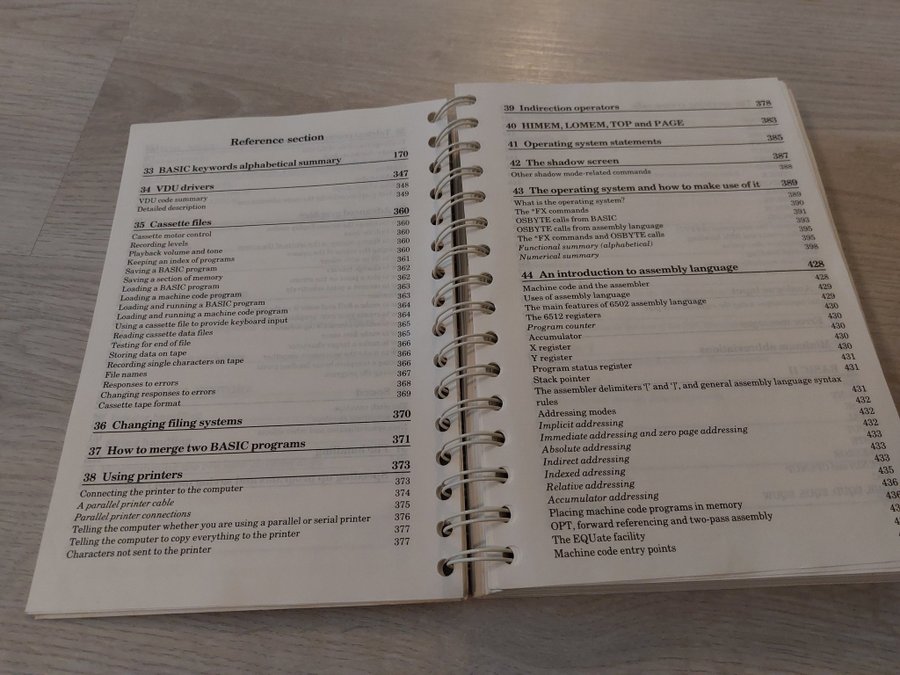 Reference section
33 BASIC keywords alphabetical summary 170
34 VDU drivers 347
VDU code summary 348
Detailed description 349
35 Cassette files 360
Cassette motor control 360
Recording levels 360
Playback volume and tone 360
Keeping an index of programs 360
Saving a BASIC program 361
Saving a section of memory 362
Loading a BASIC program 362
Loading a machine code program 363
Loading and running a BASIC program 363
Loading and running a machine code program 364
Using a cassette file to provide keyboard input 364
Reading cassette data files 365
Testing for end of file 365
Storing data on tape 366
Recording single characters on tape 366
File names 366
Responses to errors 367
Changing responses to errors 368
Cassette tape format 369
36 Changing filing systems 370
37 How to merge two BASIC programs 371
38 Using printers 373
Connecting the printer to the computer 373
A parallel printer cable 374
Parallel printer connections 375
Telling the computer whether you are using a parallel or serial printer 376
Telling the computer to copy everything to the printer 377
Characters not sent to the printer 377
39 Indirection operators 378
40 HIMEM, LOMEM, TOP and PAGE 383
41 Operating system statements 385
42 The shadow screen 387
Other shadow mode-related commands 388
43 The operating system and how to make use of it 389
What is the operating system? 389
The *FX commands 390
OSBYTE calls from BASIC 391
OSBYTE calls from assembly language 393
The *FX commands and OSBYTE calls 395
Functional summary (alphabetical) 395
Numerical summary 398
44 An introduction to assembly language 428
Machine code and the assembler 428
Uses of assembly language 429
The main features of 6502 assembly language 429
The 6512 registers 430
Program counter 430
Accumulator 430
X register 430
Y register 430
Program status register 431
Stack pointer 431
The assembler delimiters '[' and ']', and general assembly language syntax
rules 431
Addressing modes 432
Implicit addressing 432
Immediate addressing and zero page addressing 432
Absolute addressing 433
Indirect addressing 433
Indexed adressing 433
Relative addressing 435
Accumulator addressing 436
Placing machine code programs in memory 436
OPT, forward referencing and two-pass assembly
The EQUate facility
Machine code entry points